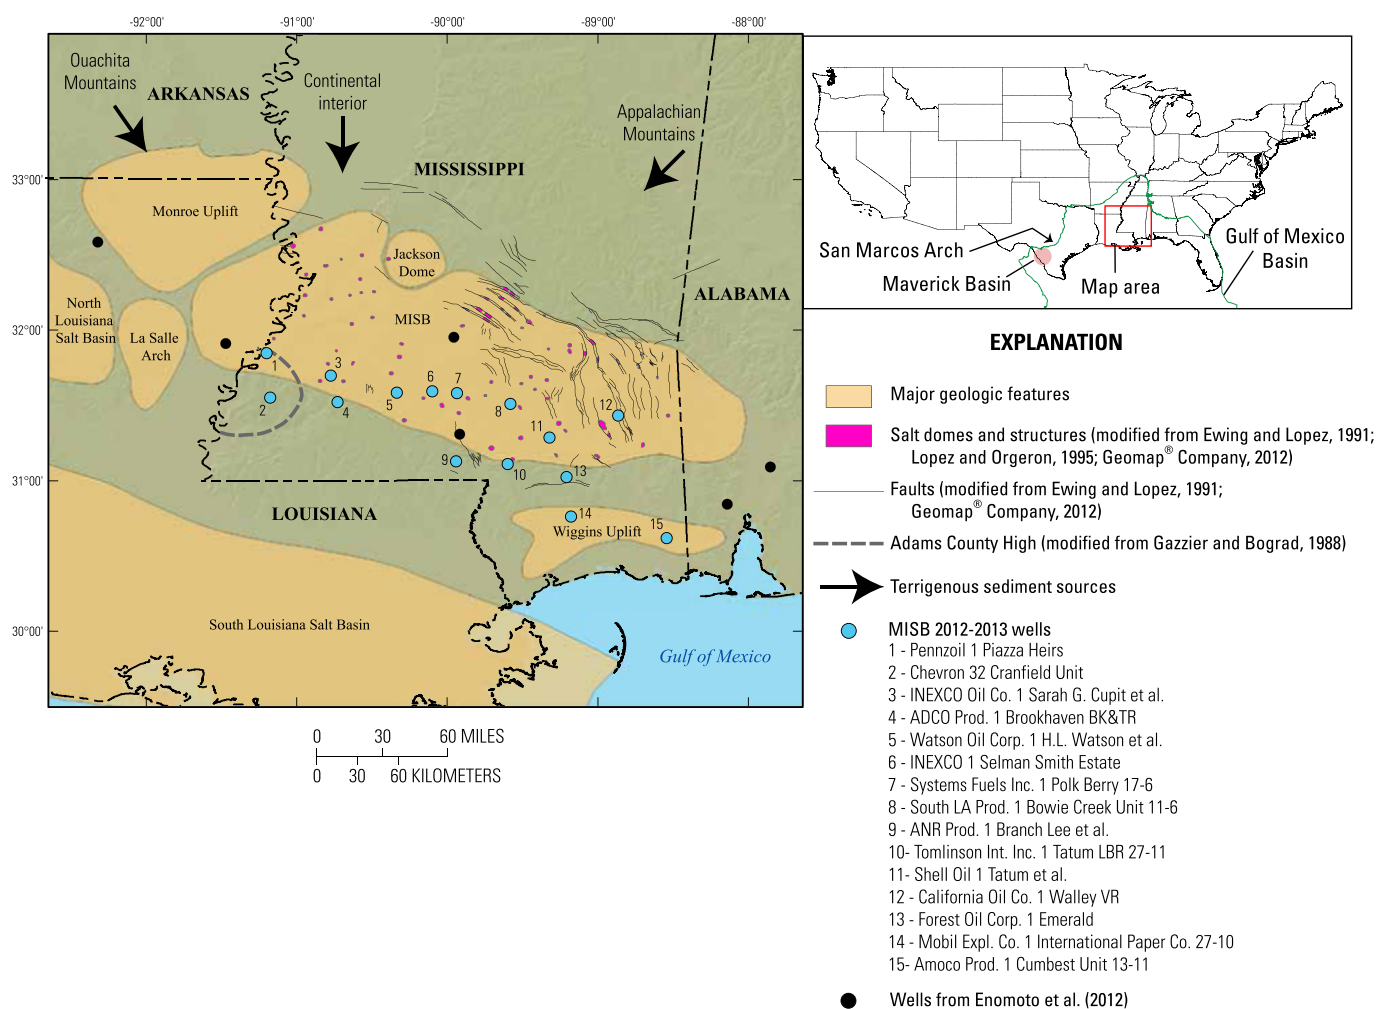 -92°00'
-91°00'
-90°00'
-89°00'
-88°00'
33°00'
32°00'
31°00'
30°00'
Ouachita
Mountains
ARKANSAS
Continental
interior
Appalachian
Mountains
MISSISSIPPI
Monroe Uplift
Jackson
Dome
ALABAMA
North
Louisiana
Salt Basin
La Salle
Arch
MISB
1
2
3
4
5
6
7
8
9
10
11
12
13
14
15
LOUISIANA
Wiggins Uplift
South Louisiana Salt Basin
Gulf of Mexico
0 30 60 MILES
0 30 60 KILOMETERS
San Marcos Arch
Maverick Basin
Map area
Gulf of Mexico
Basin
EXPLANATION
Major geologic features
Salt domes and structures (modified from Ewing and Lopez, 1991;
Lopez and Orgeron, 1995; Geomap® Company, 2012)
Faults (modified from Ewing and Lopez, 1991;
Geomap® Company, 2012)
Adams County High (modified from Gazzier and Bograd, 1988)
Terrigenous sediment sources
MISB 2012-2013 wells
1 - Pennzoil 1 Piazza Heirs
2 - Chevron 32 Cranfield Unit
3 - INEXCO Oil Co. 1 Sarah G. Cupit et al.
4 - ADCO Prod. 1 Brookhaven BK&TR
5 - Watson Oil Corp. 1 H.L. Watson et al.
6 - INEXCO 1 Selman Smith Estate
7 - Systems Fuels Inc. 1 Polk Berry 17-6
8 - South LA Prod. 1 Bowie Creek Unit 11-6
9 - ANR Prod. 1 Branch Lee et al.
10- Tomlinson Int. Inc. 1 Tatum LBR 27-11
11- Shell Oil 1 Tatum et al.
12 - California Oil Co. 1 Walley VR
13 - Forest Oil Corp. 1 Emerald
14 - Mobil Expl. Co. 1 International Paper Co. 27-10
15- Amoco Prod. 1 Cumbest Unit 13-11
Wells from Enomoto et al. (2012)